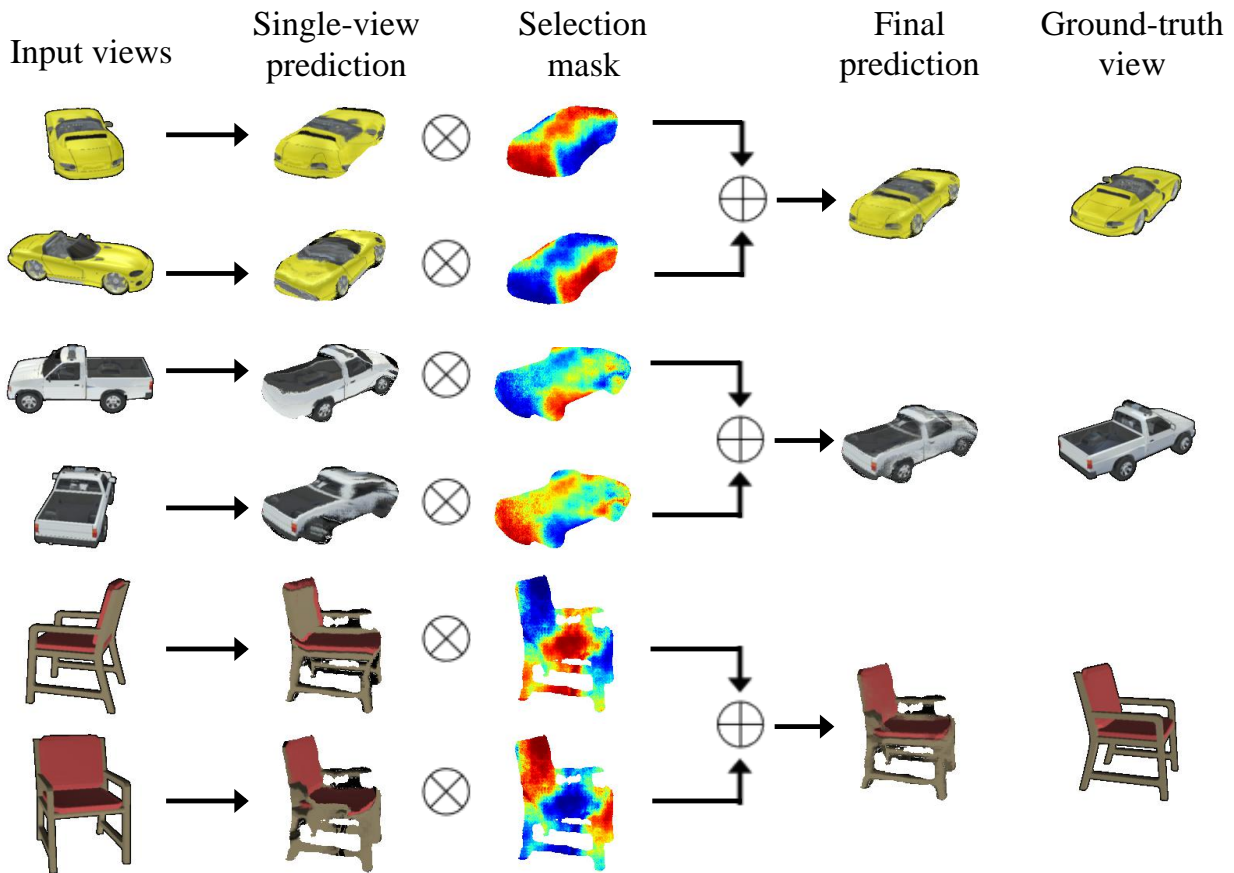 Input views
Single-view
prediction
Selection
mask
Final
prediction
Ground-truth
view